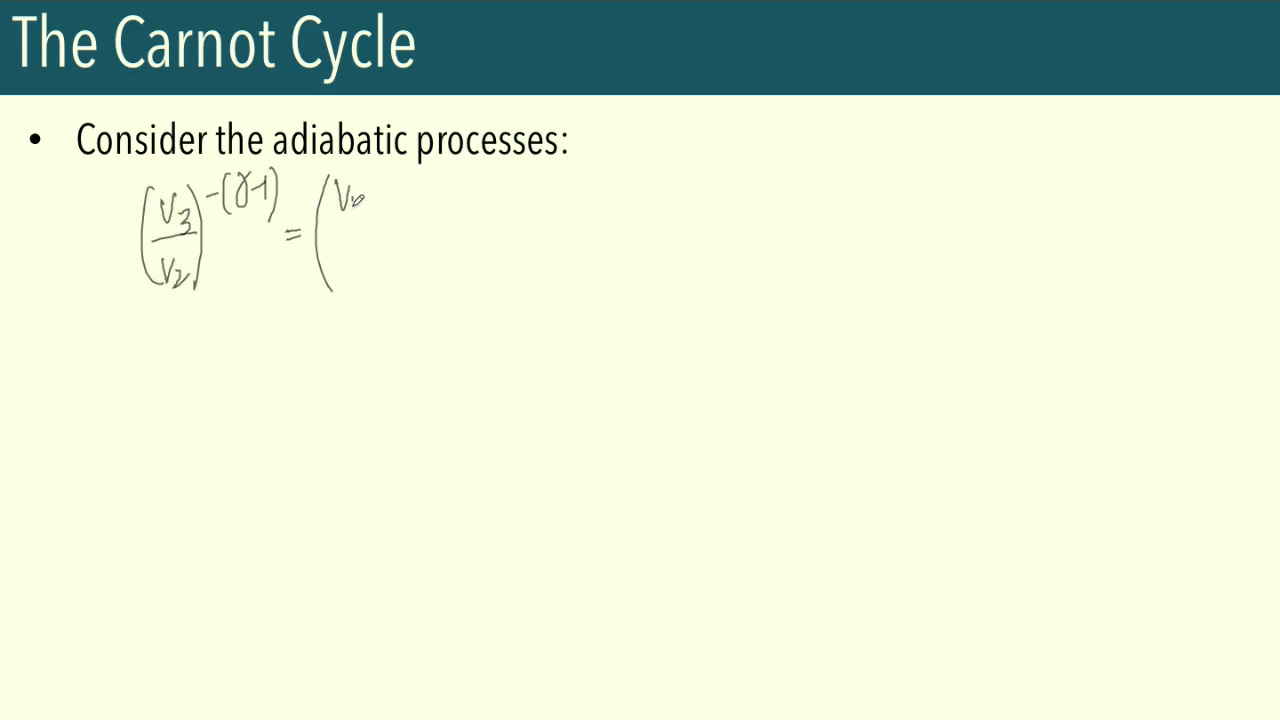 The Carnot Cycle
• Consider the adiabatic processes:
(V3/V2)^-(γ-1) = (V